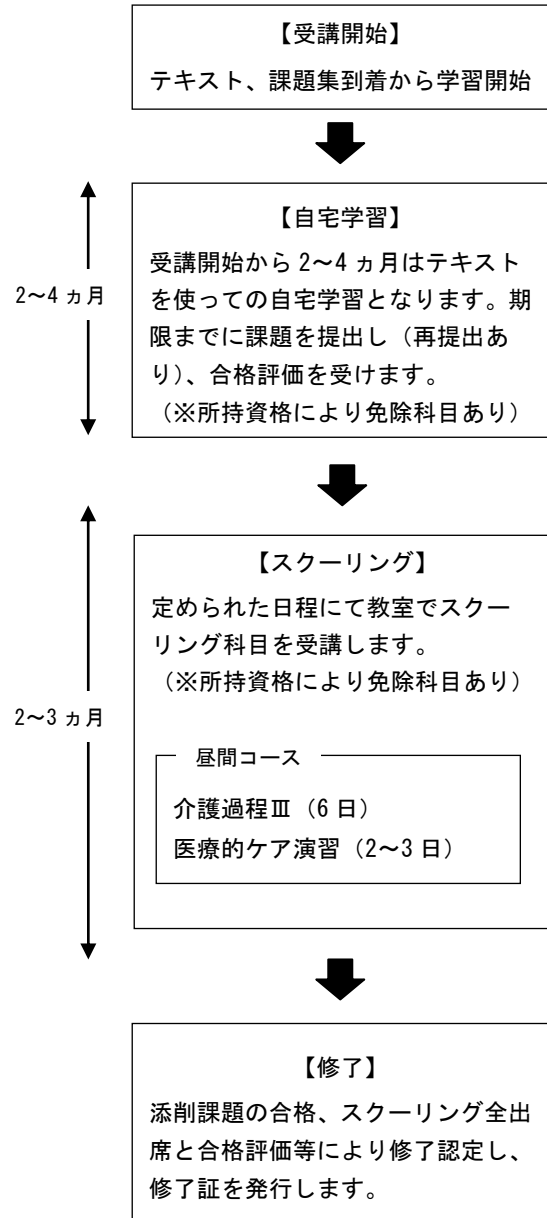 【受講開始】
テキスト、課題集到着から学習開始
【自宅学習】
受講開始から 2～4 ヵ月はテキスト
を使っての自宅学習となります。期
限までに課題を提出し（再提出あ
り）、合格評価を受けます。
（※所持資格により免除科目あり）
2～4 ヵ月
【スクーリング】
定められた日程にて教室でスクー
リング科目を受講します。
（※所持資格により免除科目あり）
2～3 ヵ月
昼間コース
介護過程Ⅲ（6 日）
医療的ケア演習（2～3 日）
【修了】
添削課題の合格、スクーリング全出
席と合格評価等により修了認定し、
修了証を発行します。